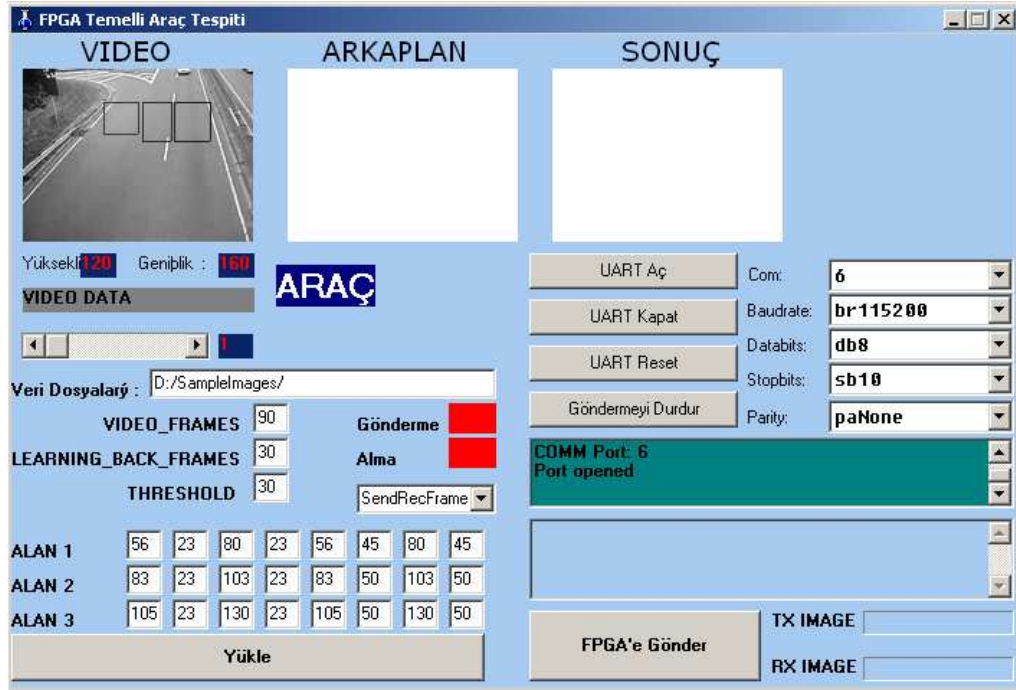 FPGA Temelli Araç Tespiti
VIDEO
ARKAPLAN
SONUÇ
Yüksekli 120 Geniþlik : 160
VIDEO DATA
1
ARAÇ
Veri Dosyalarý : D:/SampleImages/
VIDEO_FRAMES 90
LEARNING_BACK_FRAMES 30
THRESHOLD 30
Gönderme
Alma
SendRecFrame
ALAN 1 56 23 80 23 56 45 80 45
ALAN 2 83 23 103 23 83 50 103 50
ALAN 3 105 23 130 23 105 50 130 50
Yükle
UART Aç
UART Kapat
UART Reset
Göndermeyi Durdur
Com: 6
Baudrate: br115200
Databits: db8
Stopbits: sb10
Parity: paNone
COMM Port: 6
Port opened
FPGA'e Gönder
TX IMAGE
RX IMAGE